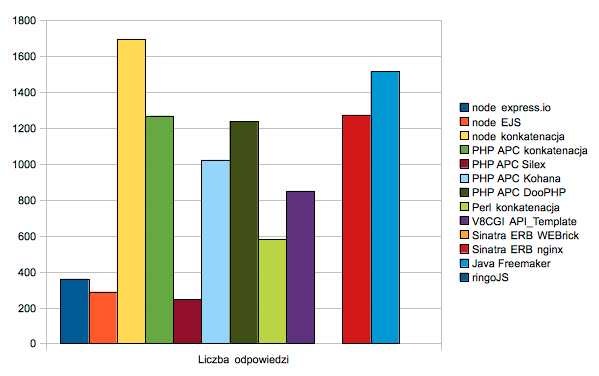 1800
1600
1400
1200
1000
800
600
400
200
0
Liczba odpowiedzi
node express.io
node EJS
node konkatenacja
PHP APC konkatenacja
PHP APC Silex
PHP APC Kohana
PHP APC DooPHP
Perl konkatenacja
V8CGI API_Template
Sinatra ERB WEBrick
Sinatra ERB nginx
Java Freemaker
ringoJS